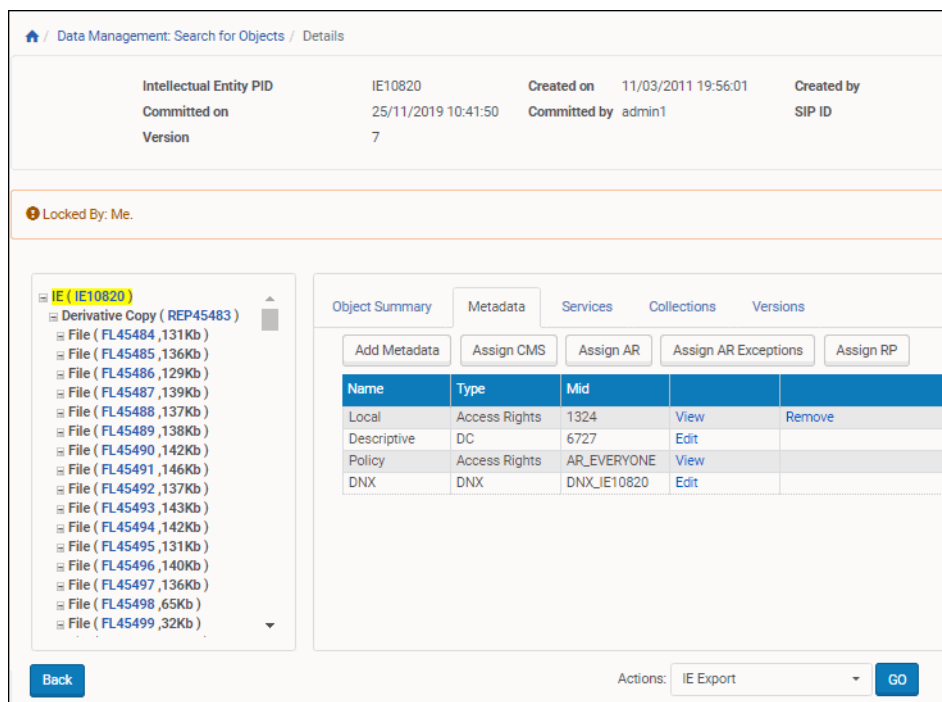 / Data Management: Search for Objects / Details
Intellectual Entity PID IE10820 Created on 11/03/2011 19:56:01 Created by
Committed on 25/11/2019 10:41:50 Committed by admin1 SIP ID
Version 7
Locked By: Me.
IE ( IE10820 )
Derivative Copy ( REP45483 )
File ( FL45484 ,131Kb )
File ( FL45485 ,136Kb )
File ( FL45486 ,129Kb )
File ( FL45487 ,139Kb )
File ( FL45488 ,137Kb )
File ( FL45489 ,138Kb )
File ( FL45490 ,142Kb )
File ( FL45491 ,146Kb )
File ( FL45492 ,137Kb )
File ( FL45493 ,143Kb )
File ( FL45494 ,142Kb )
File ( FL45495 ,131Kb )
File ( FL45496 ,140Kb )
File ( FL45497 ,136Kb )
File ( FL45498 ,65Kb )
File ( FL45499 ,32Kb )
Object Summary Metadata Services Collections Versions
Add Metadata Assign CMS Assign AR Assign AR Exceptions Assign RP
Name Type Mid
Local Access Rights 1324 View Remove
Descriptive DC 6727 Edit
Policy Access Rights AR_EVERYONE View
DNX DNX DNX_IE10820 Edit
Back Actions: IE Export GO